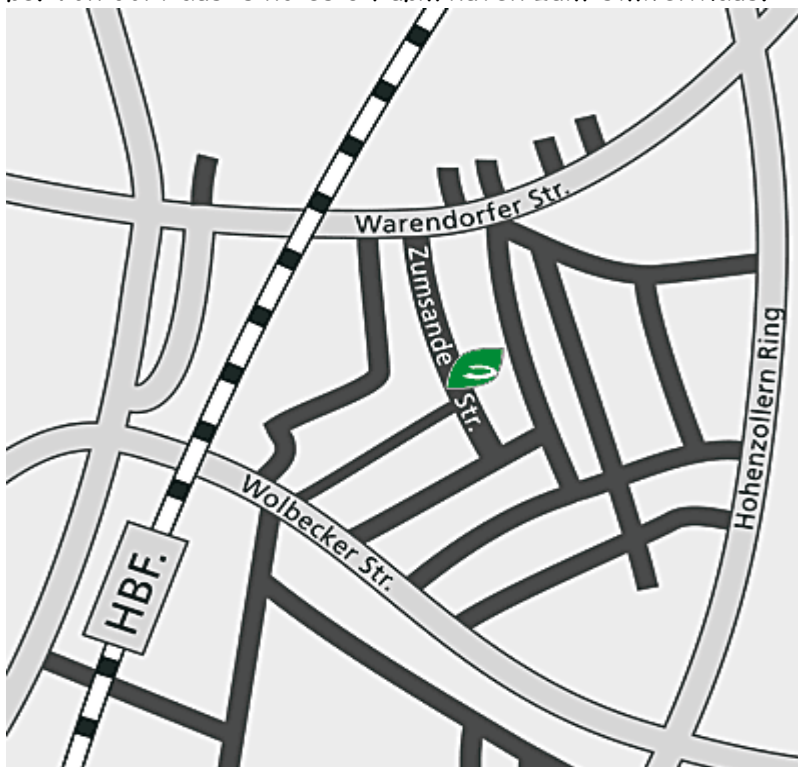 Warendorfer Str.
Zumsande
Str.
Hohenzollern Ring
Wolbecker Str.
HBF.